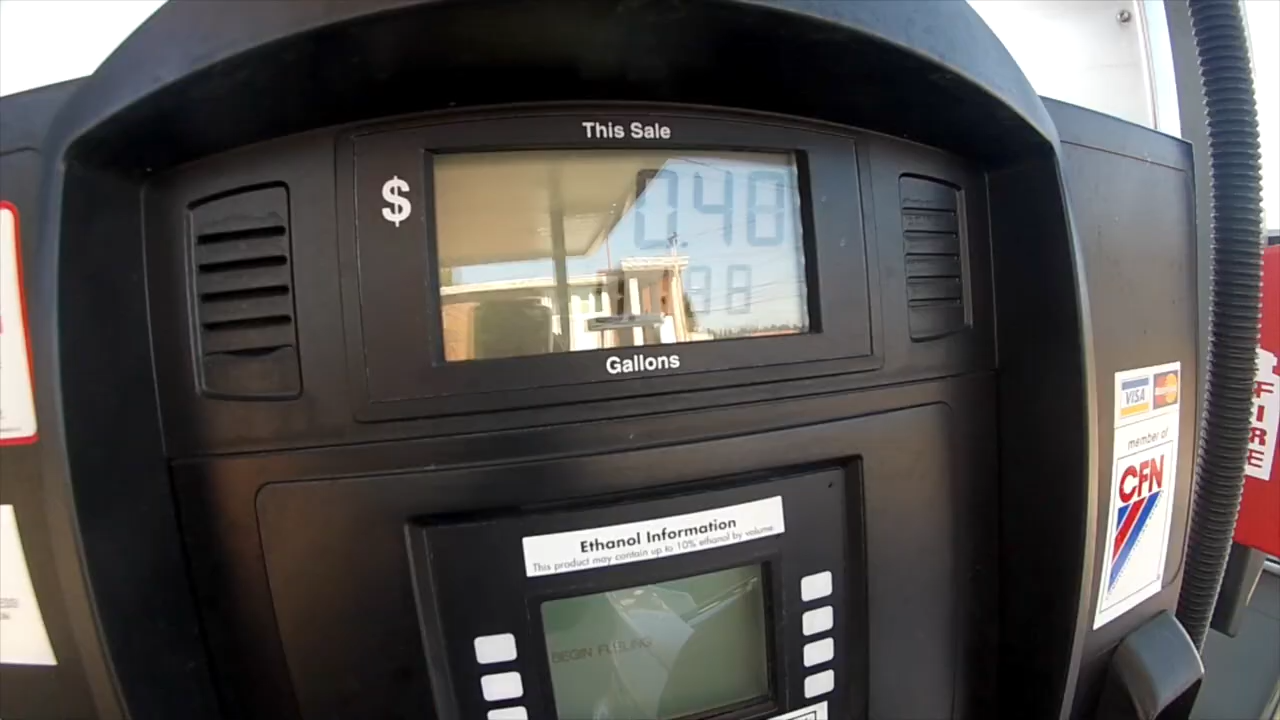 This Sale
$
0.48
Gallons
Ethanol Information
This product may contain up to 10% ethanol by volume.
BEGIN FUELING
VISA
MasterCard
member of
CFN
FIRE